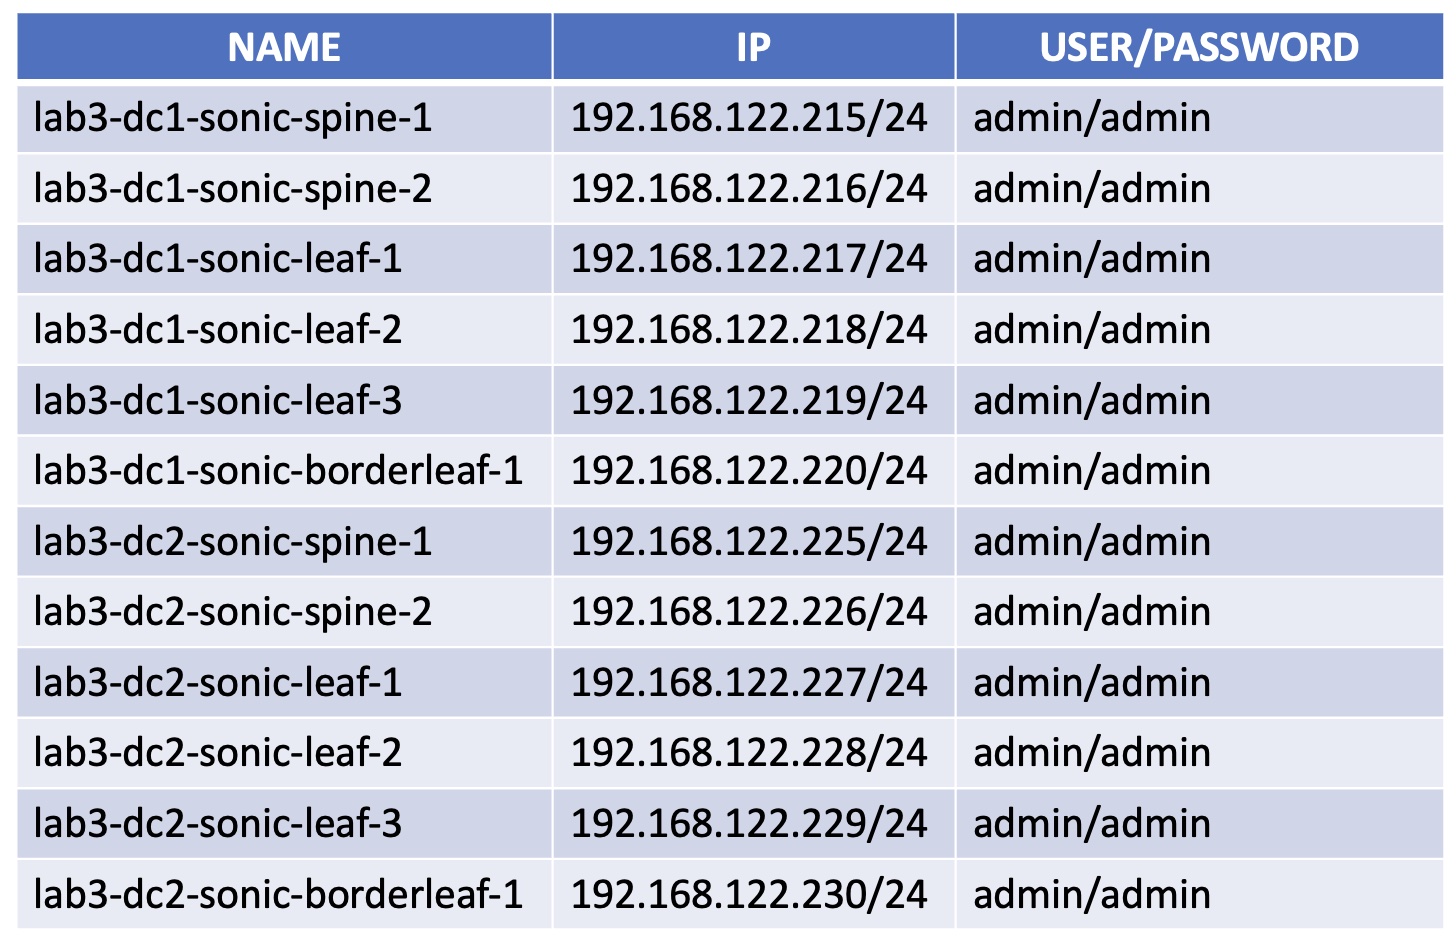 NAME IP USER/PASSWORD
lab3-dc1-sonic-spine-1 192.168.122.215/24 admin/admin
lab3-dc1-sonic-spine-2 192.168.122.216/24 admin/admin
lab3-dc1-sonic-leaf-1 192.168.122.217/24 admin/admin
lab3-dc1-sonic-leaf-2 192.168.122.218/24 admin/admin
lab3-dc1-sonic-leaf-3 192.168.122.219/24 admin/admin
lab3-dc1-sonic-borderleaf-1 192.168.122.220/24 admin/admin
lab3-dc2-sonic-spine-1 192.168.122.225/24 admin/admin
lab3-dc2-sonic-spine-2 192.168.122.226/24 admin/admin
lab3-dc2-sonic-leaf-1 192.168.122.227/24 admin/admin
lab3-dc2-sonic-leaf-2 192.168.122.228/24 admin/admin
lab3-dc2-sonic-leaf-3 192.168.122.229/24 admin/admin
lab3-dc2-sonic-borderleaf-1 192.168.122.230/24 admin/admin